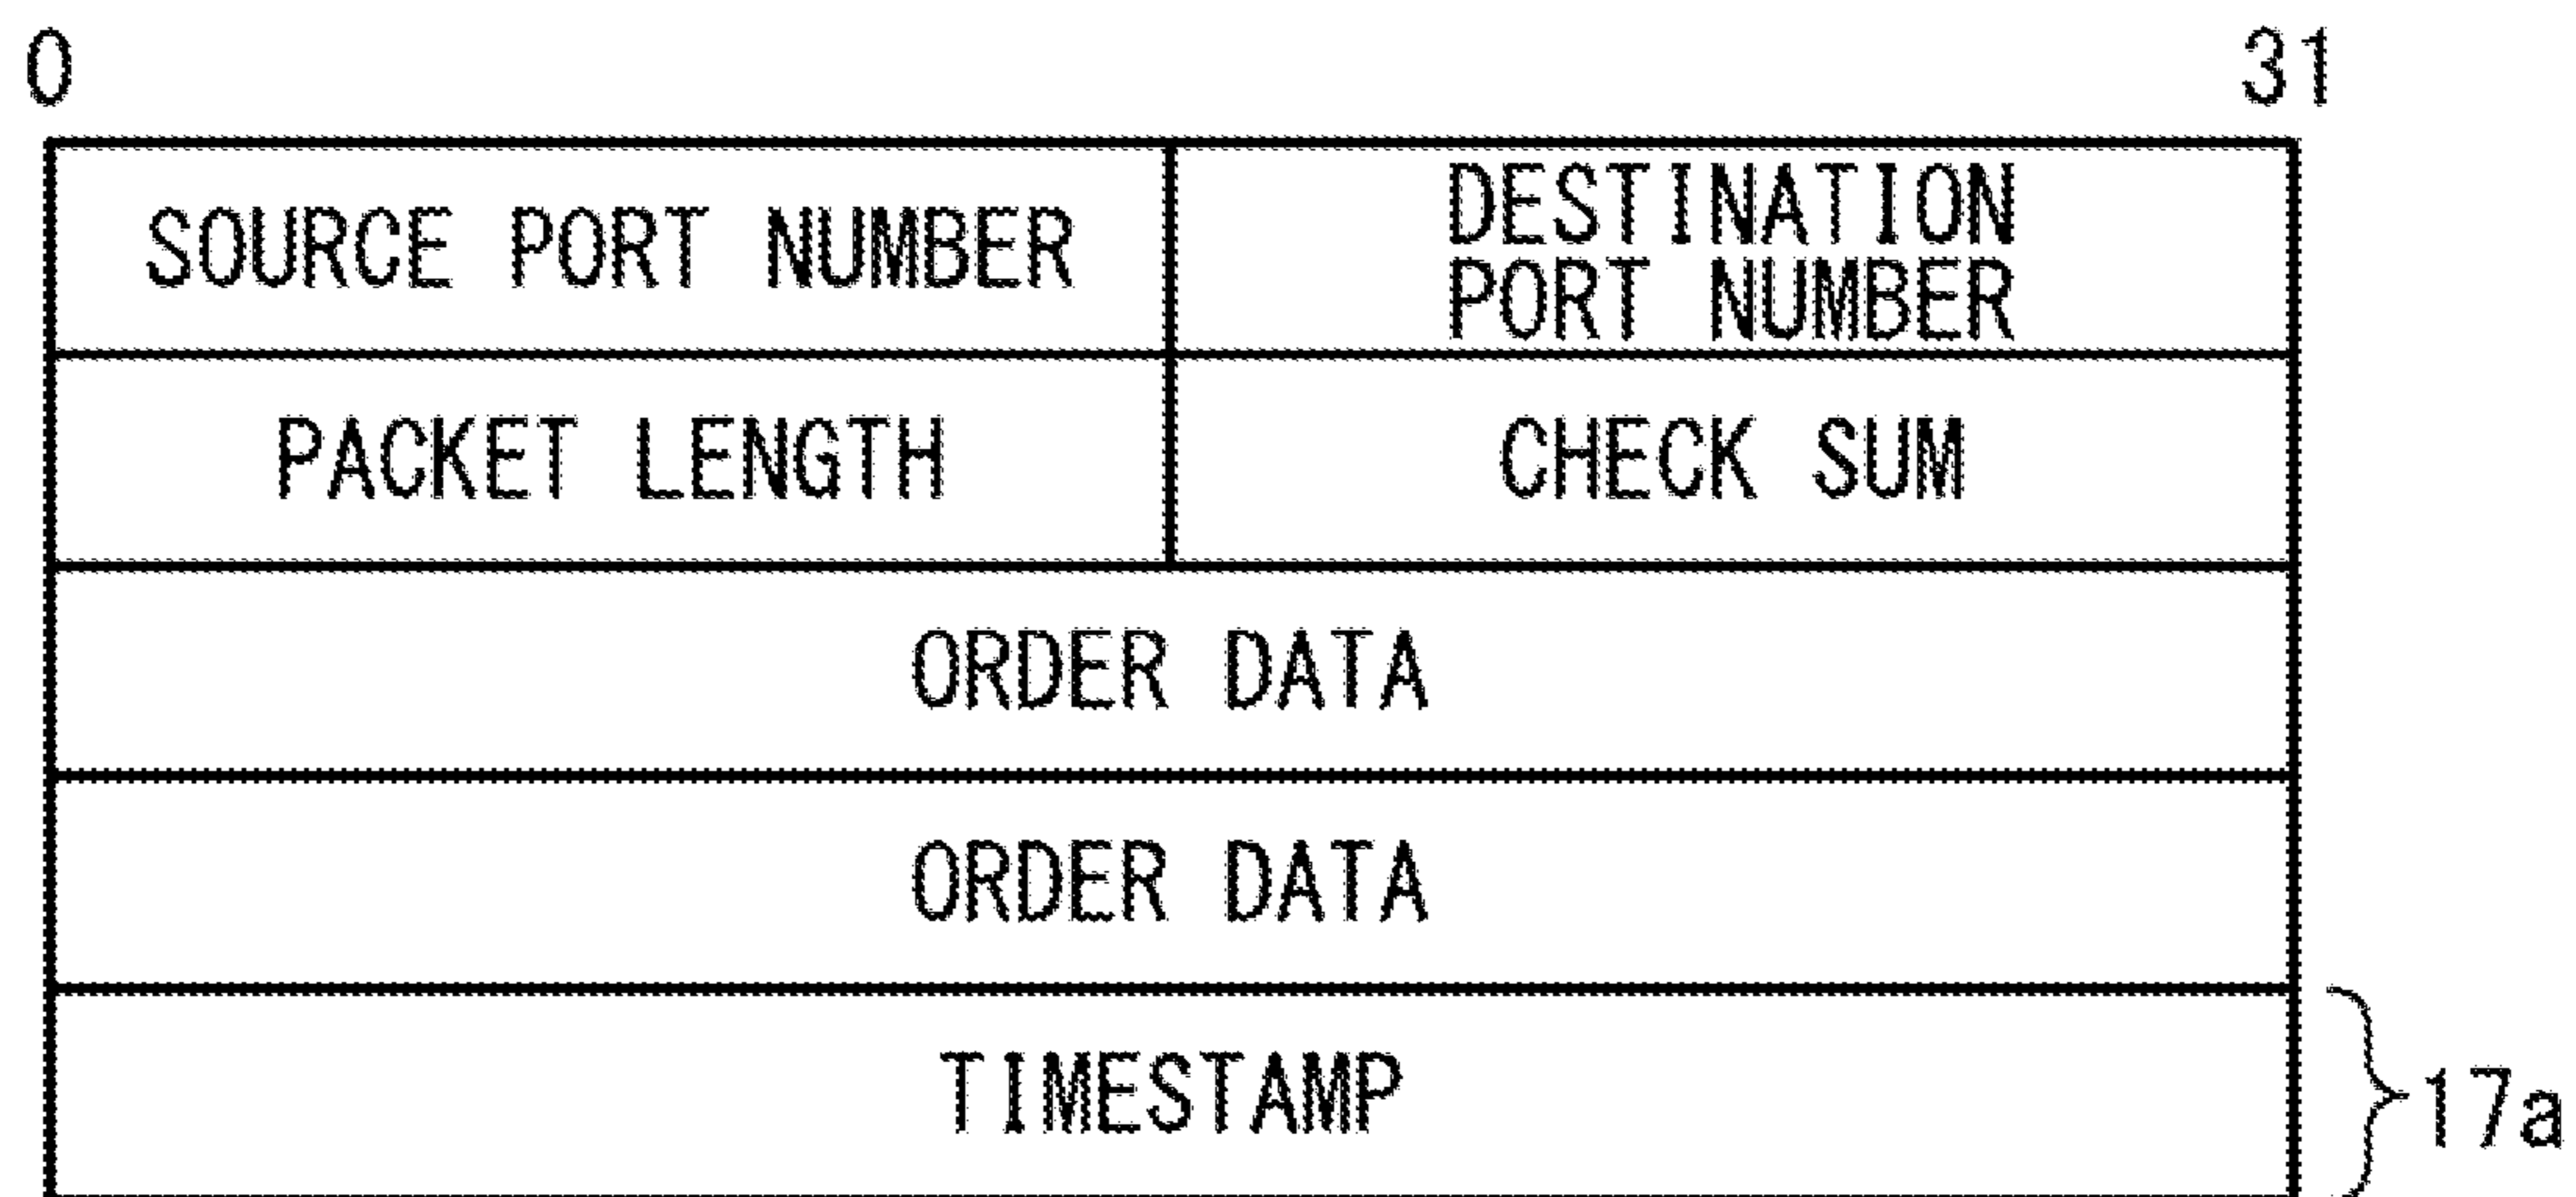 0 31
SOURCE PORT NUMBER
DESTINATION
PORT NUMBER
PACKET LENGTH
CHECK SUM
ORDER DATA
ORDER DATA
TIMESTAMP
17a